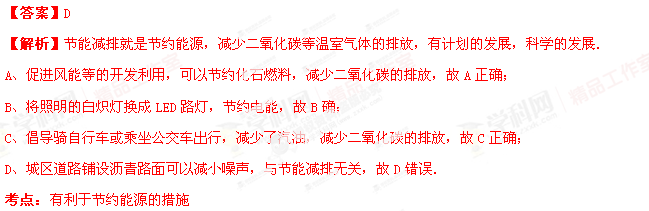 【答案】D
【解析】节能减排就是节约能源，减少二氧化碳等温室气体的排放，有计划的发展，科学的发展．
A、促进风能等的开发利用，可以节约化石燃料，减少二氧化碳的排放，故 A 正确；
B、将照明的白炽灯换成 LED 路灯，节约电能，故 B 确；
C、倡导骑自行车或乘坐公交车出行，减少了汽油，减少二氧化碳的排放，故 C 正确；
D、城区道路铺设沥青路面可以减小噪声，与节能减排无关，故 D 错误．
考点：有利于节约能源的措施
学科网
精品工作室